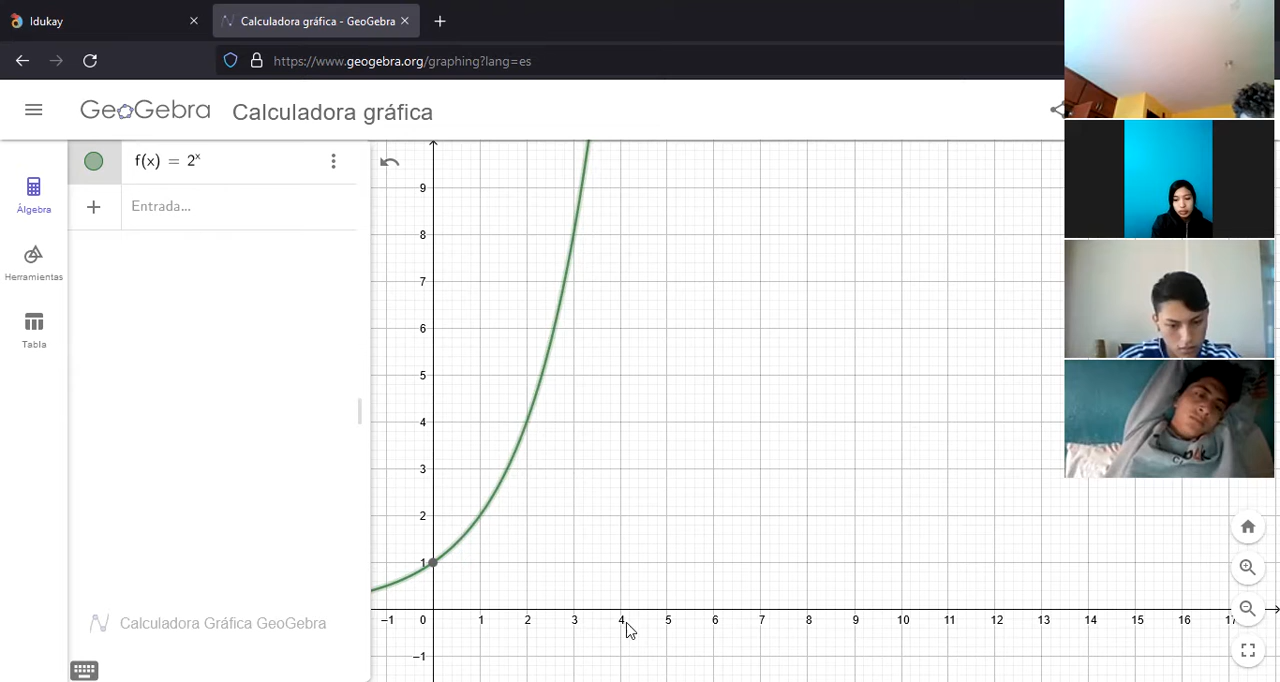 Idukay
Calculadora gráfica - GeoGebra
https://www.geogebra.org/graphing?lang=es
GeoGebra
Calculadora gráfica
Álgebra
Herramientas
Tabla
f(x) = 2ˣ
Entrada...
Calculadora Gráfica GeoGebra
9
8
7
6
5
4
3
2
1
−1
−1 0 1 2 3 4 5 6 7 8 9 10 11 12 13 14 15 16 17